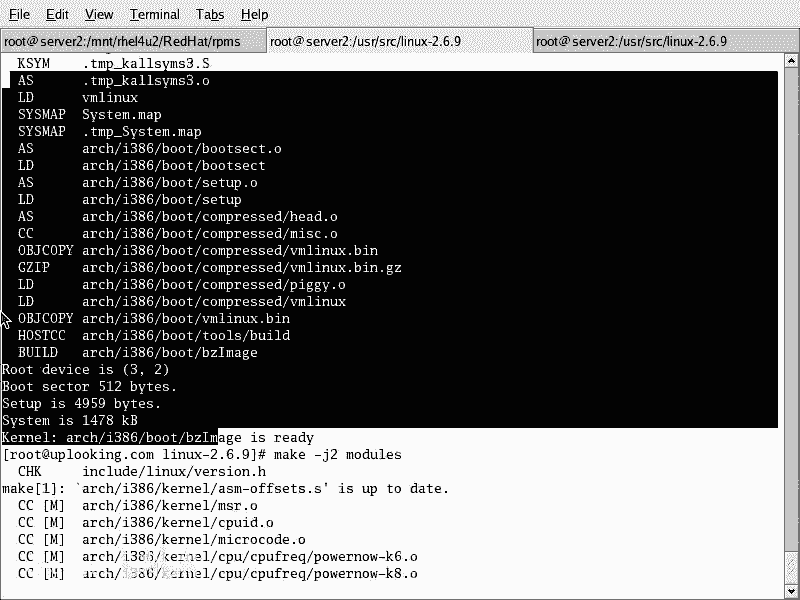 File Edit View Terminal Tabs Help
root@server2:/mnt/rhel4u2/RedHat/rpms root@server2:/usr/src/linux-2.6.9 root@server2:/usr/src/linux-2.6.9
KSYM .tmp_kallsyms3.S
AS .tmp_kallsyms3.o
LD vmlinux
SYSMAP System.map
SYSMAP .tmp_System.map
AS arch/i386/boot/bootsect.o
LD arch/i386/boot/bootsect
AS arch/i386/boot/setup.o
LD arch/i386/boot/setup
AS arch/i386/boot/compressed/head.o
CC arch/i386/boot/compressed/misc.o
OBJCOPY arch/i386/boot/compressed/vmlinux.bin
GZIP arch/i386/boot/compressed/vmlinux.bin.gz
LD arch/i386/boot/compressed/piggy.o
LD arch/i386/boot/compressed/vmlinux
OBJCOPY arch/i386/boot/vmlinux.bin
HOSTCC arch/i386/boot/tools/build
BUILD arch/i386/boot/bzImage
Root device is (3, 2)
Boot sector 512 bytes.
Setup is 4959 bytes.
System is 1478 kB
Kernel: arch/i386/boot/bzImage is ready
[root@uplooking.com linux-2.6.9]# make -j2 modules
CHK include/linux/version.h
make[1]: `arch/i386/kernel/asm-offsets.s' is up to date.
CC [M] arch/i386/kernel/msr.o
CC [M] arch/i386/kernel/cpuid.o
CC [M] arch/i386/kernel/microcode.o
CC [M] arch/i386/kernel/cpu/cpufreq/powernow-k6.o
CC [M] arch/i386/kernel/cpu/cpufreq/powernow-k8.o